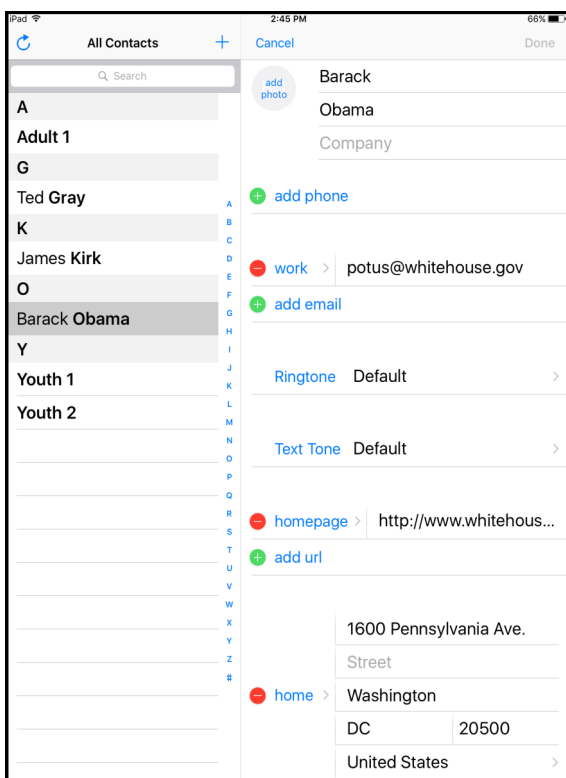 iPad 2:45 PM 66%
All Contacts +
Search
A
Adult 1
G
Ted Gray
K
James Kirk
O
Barack Obama
Y
Youth 1
Youth 2
A
B
C
D
E
F
G
H
I
J
K
L
M
N
O
P
Q
R
S
T
U
V
W
X
Y
Z
#
Cancel Done
add
photo
Barack
Obama
Company
add phone
work potus@whitehouse.gov
add email
Ringtone Default
Text Tone Default
homepage http://www.whitehous...
add url
1600 Pennsylvania Ave.
Street
home Washington
DC 20500
United States